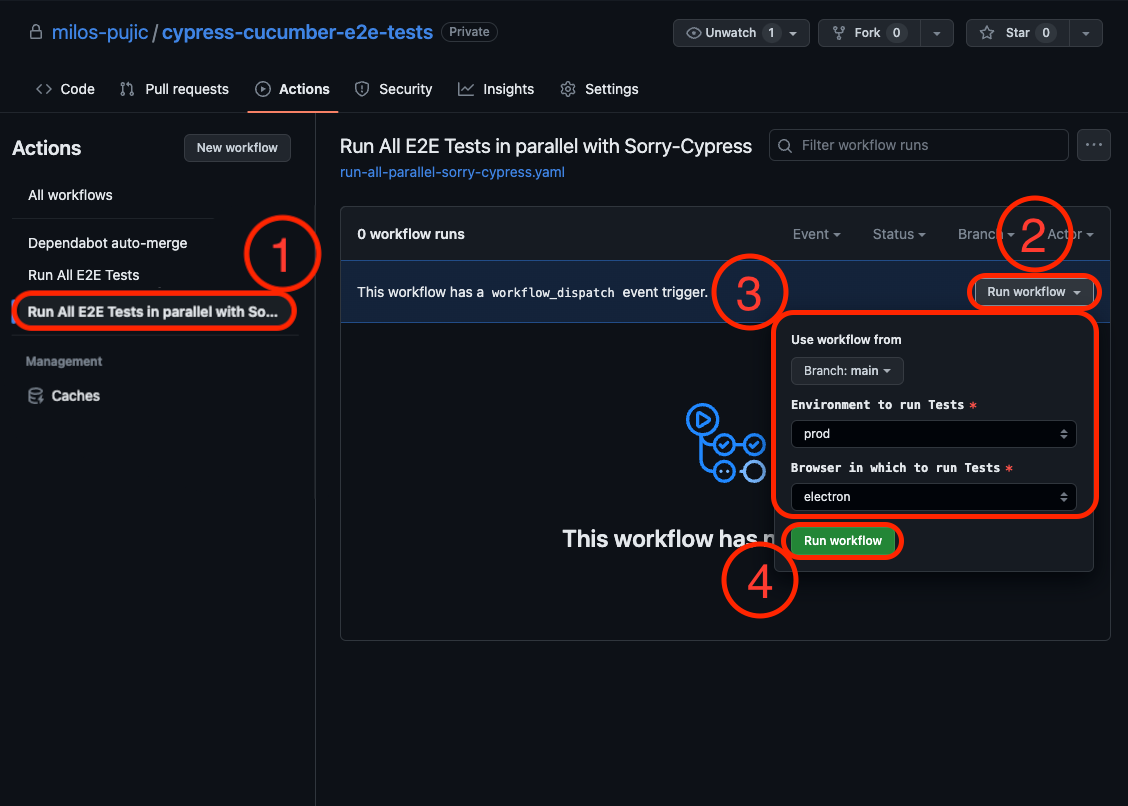 milos-pujic / cypress-cucumber-e2e-tests Private
Unwatch 1 Fork 0 Star 0
Code Pull requests Actions Security Insights Settings
Actions
New workflow
All workflows
Dependabot auto-merge
Run All E2E Tests
Run All E2E Tests in parallel with So...
Management
Caches
1
Run All E2E Tests in parallel with Sorry-Cypress
run-all-parallel-sorry-cypress.yaml
Filter workflow runs
0 workflow runs
Event Status Branch Actor
2
This workflow has a workflow_dispatch event trigger.
3
Run workflow
Use workflow from
Branch: main
Environment to run Tests *
prod
Browser in which to run Tests *
electron
This workflow has
Run workflow
4